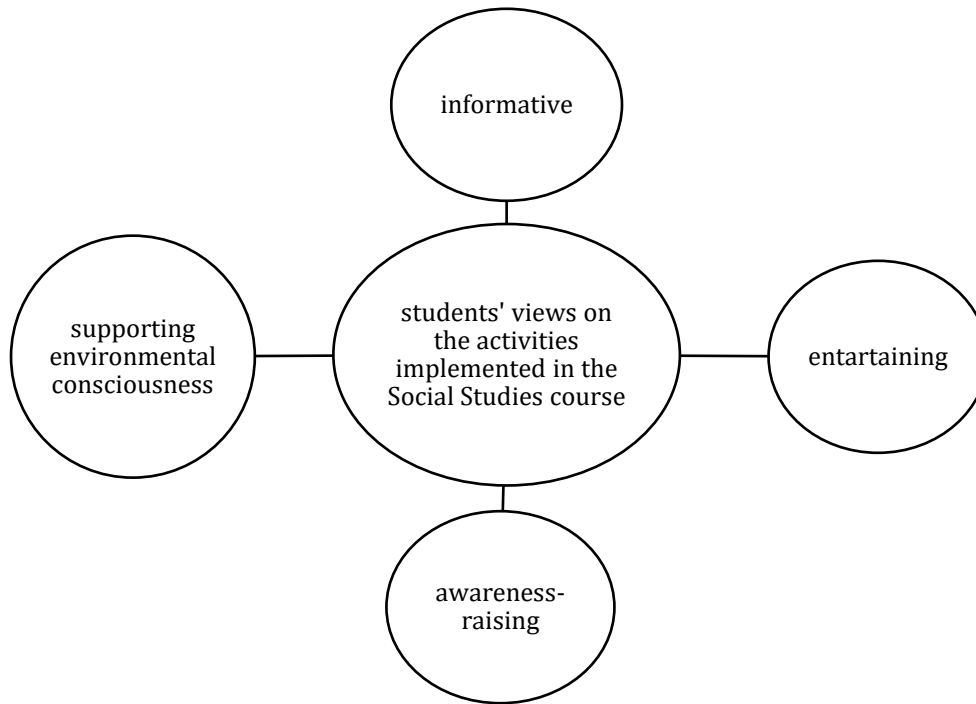 informative
students' views on
the activities
implemented in the
Social Studies course
supporting
environmental
consciousness
entartaining
awareness-
raising